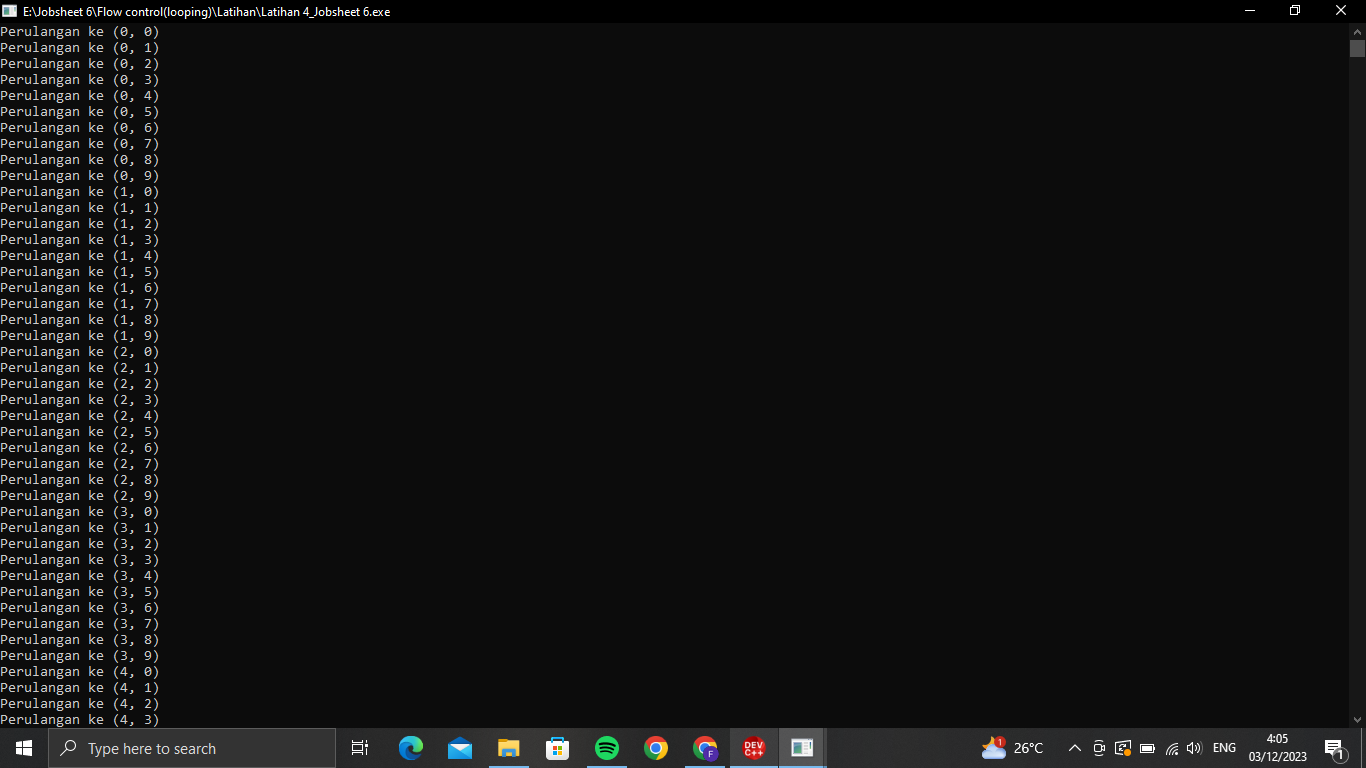 E:\Jobsheet 6\Flow control(looping)\Latihan\Latihan 4_Jobsheet 6.exe
Perulangan ke (0, 0)
Perulangan ke (0, 1)
Perulangan ke (0, 2)
Perulangan ke (0, 3)
Perulangan ke (0, 4)
Perulangan ke (0, 5)
Perulangan ke (0, 6)
Perulangan ke (0, 7)
Perulangan ke (0, 8)
Perulangan ke (0, 9)
Perulangan ke (1, 0)
Perulangan ke (1, 1)
Perulangan ke (1, 2)
Perulangan ke (1, 3)
Perulangan ke (1, 4)
Perulangan ke (1, 5)
Perulangan ke (1, 6)
Perulangan ke (1, 7)
Perulangan ke (1, 8)
Perulangan ke (1, 9)
Perulangan ke (2, 0)
Perulangan ke (2, 1)
Perulangan ke (2, 2)
Perulangan ke (2, 3)
Perulangan ke (2, 4)
Perulangan ke (2, 5)
Perulangan ke (2, 6)
Perulangan ke (2, 7)
Perulangan ke (2, 8)
Perulangan ke (2, 9)
Perulangan ke (3, 0)
Perulangan ke (3, 1)
Perulangan ke (3, 2)
Perulangan ke (3, 3)
Perulangan ke (3, 4)
Perulangan ke (3, 5)
Perulangan ke (3, 6)
Perulangan ke (3, 7)
Perulangan ke (3, 8)
Perulangan ke (3, 9)
Perulangan ke (4, 0)
Perulangan ke (4, 1)
Perulangan ke (4, 2)
Perulangan ke (4, 3)
Type here to search
F
DEV C++
1
26°C
ENG
4:05
03/12/2023
1